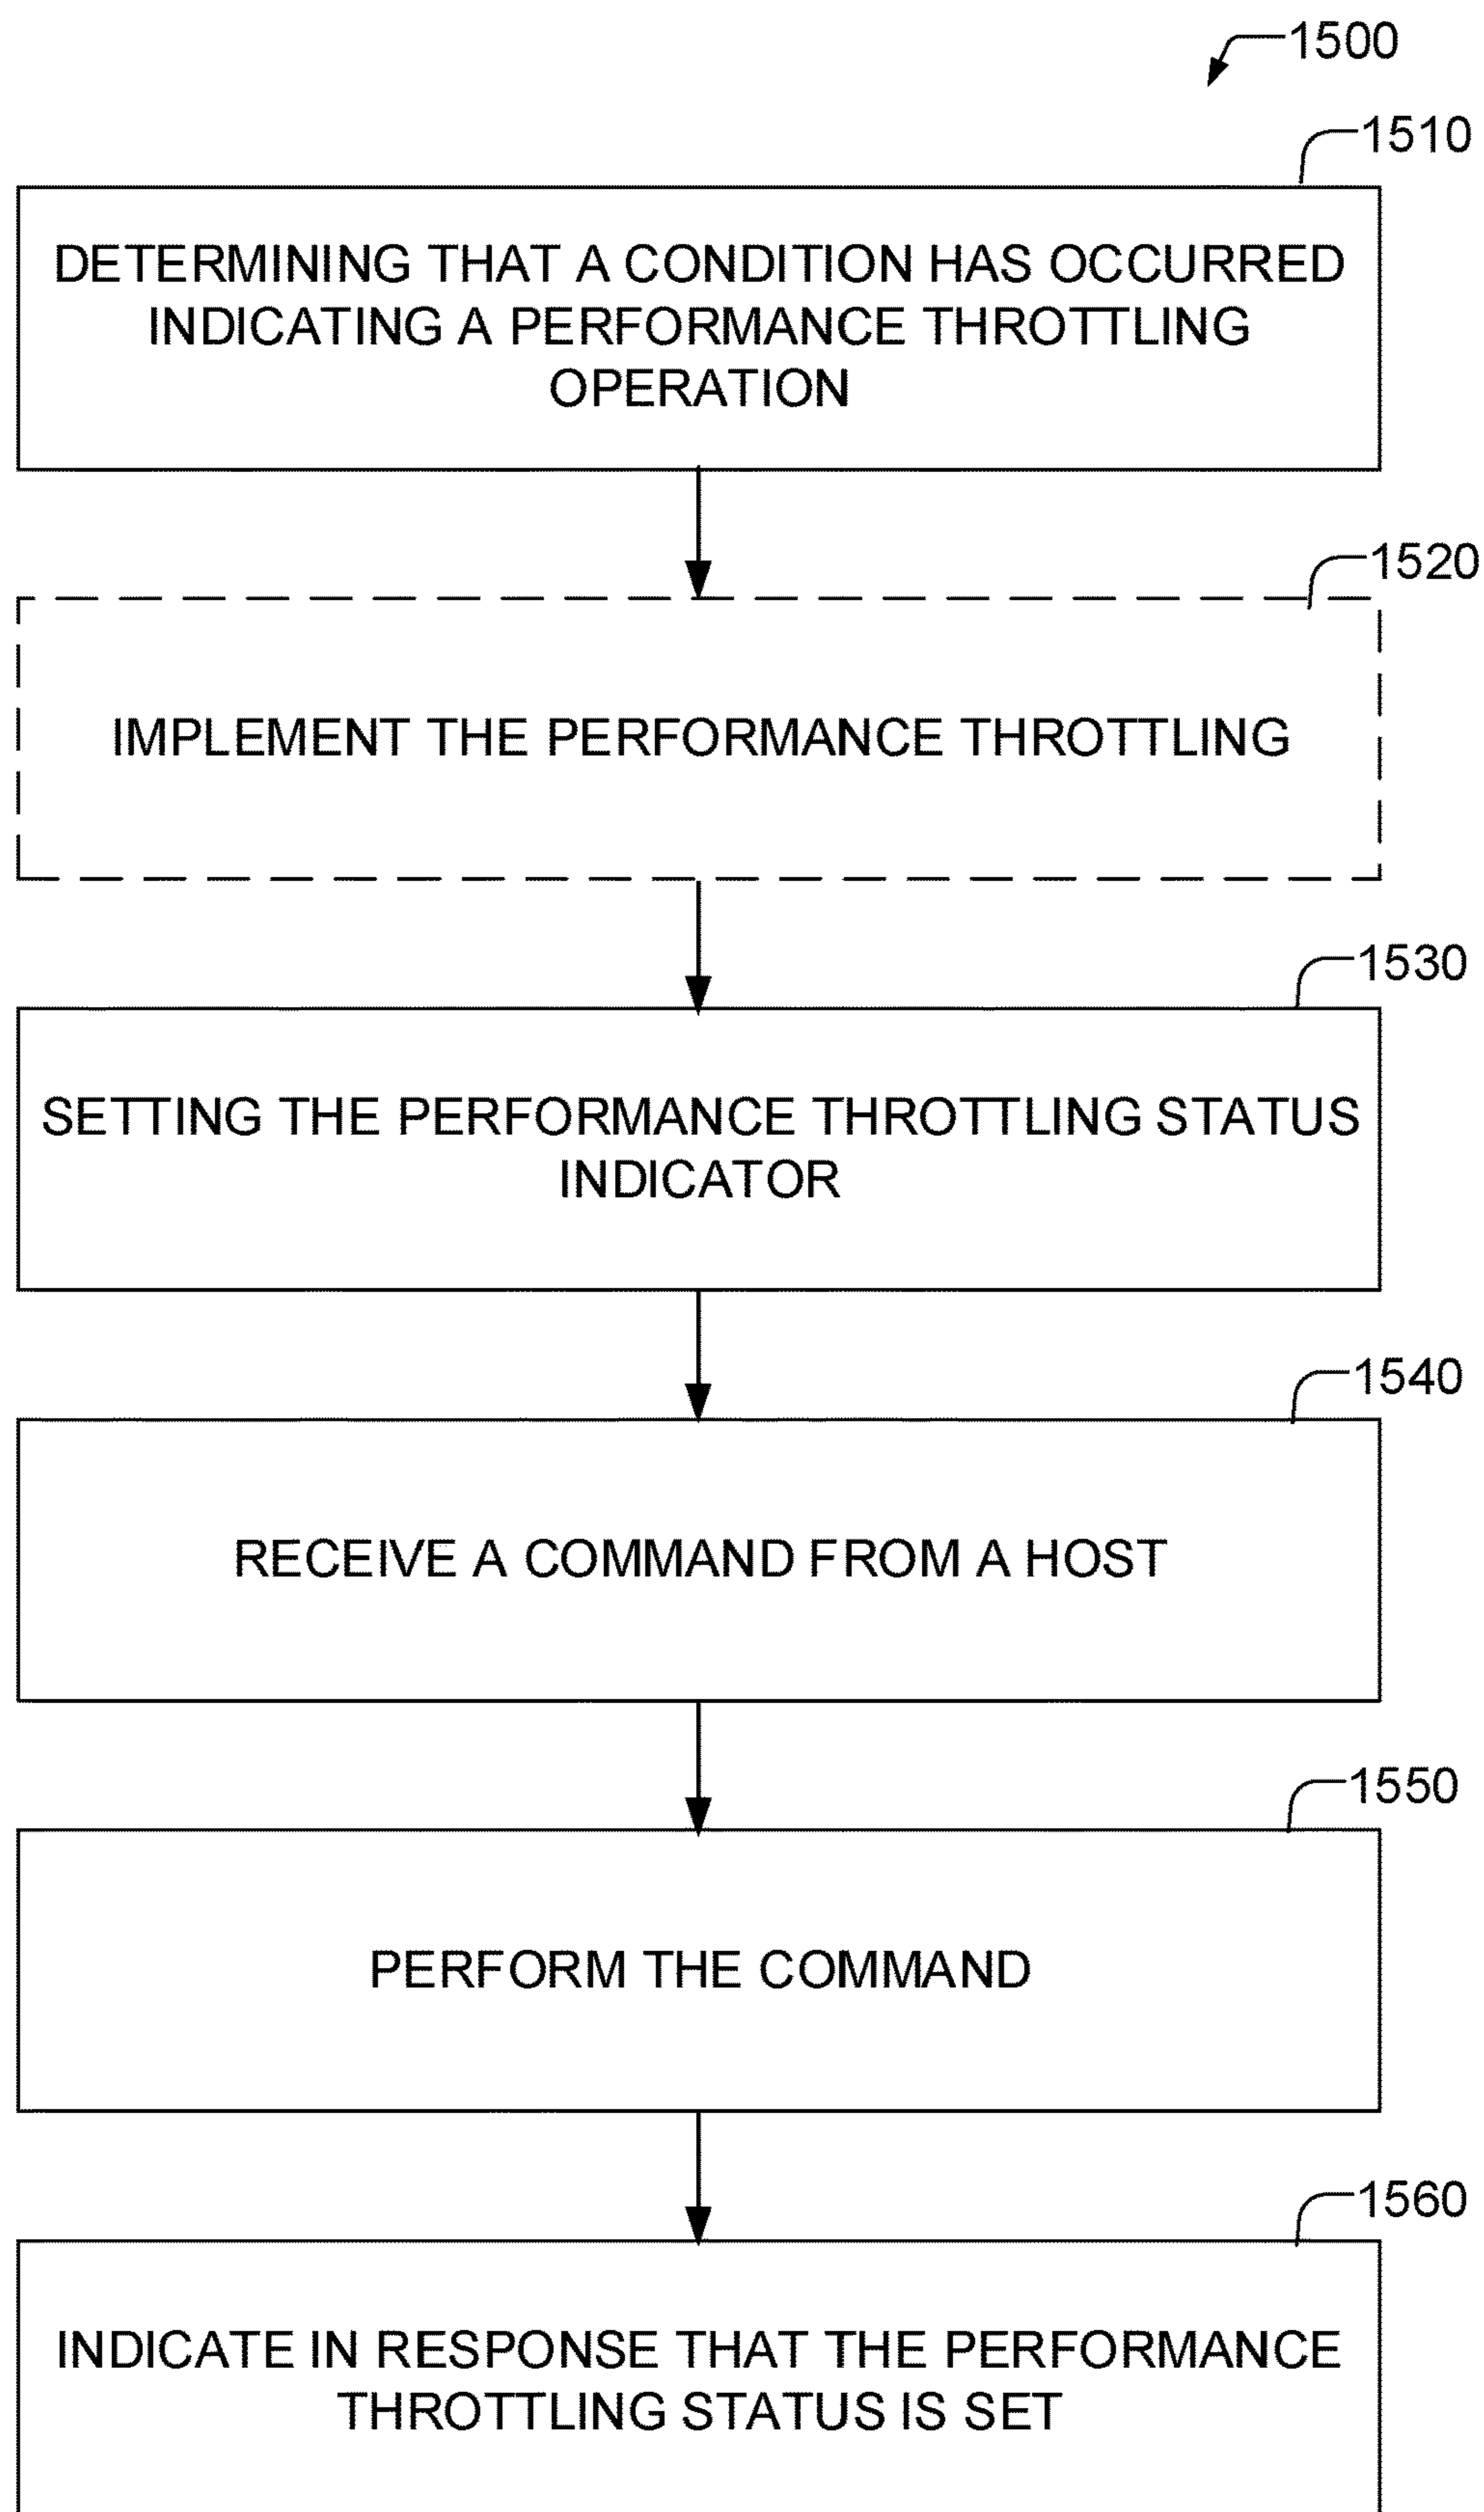 1500
1510
DETERMINING THAT A CONDITION HAS OCCURRED
INDICATING A PERFORMANCE THROTTLING
OPERATION
1520
IMPLEMENT THE PERFORMANCE THROTTLING
1530
SETTING THE PERFORMANCE THROTTLING STATUS
INDICATOR
1540
RECEIVE A COMMAND FROM A HOST
1550
PERFORM THE COMMAND
1560
INDICATE IN RESPONSE THAT THE PERFORMANCE
THROTTLING STATUS IS SET